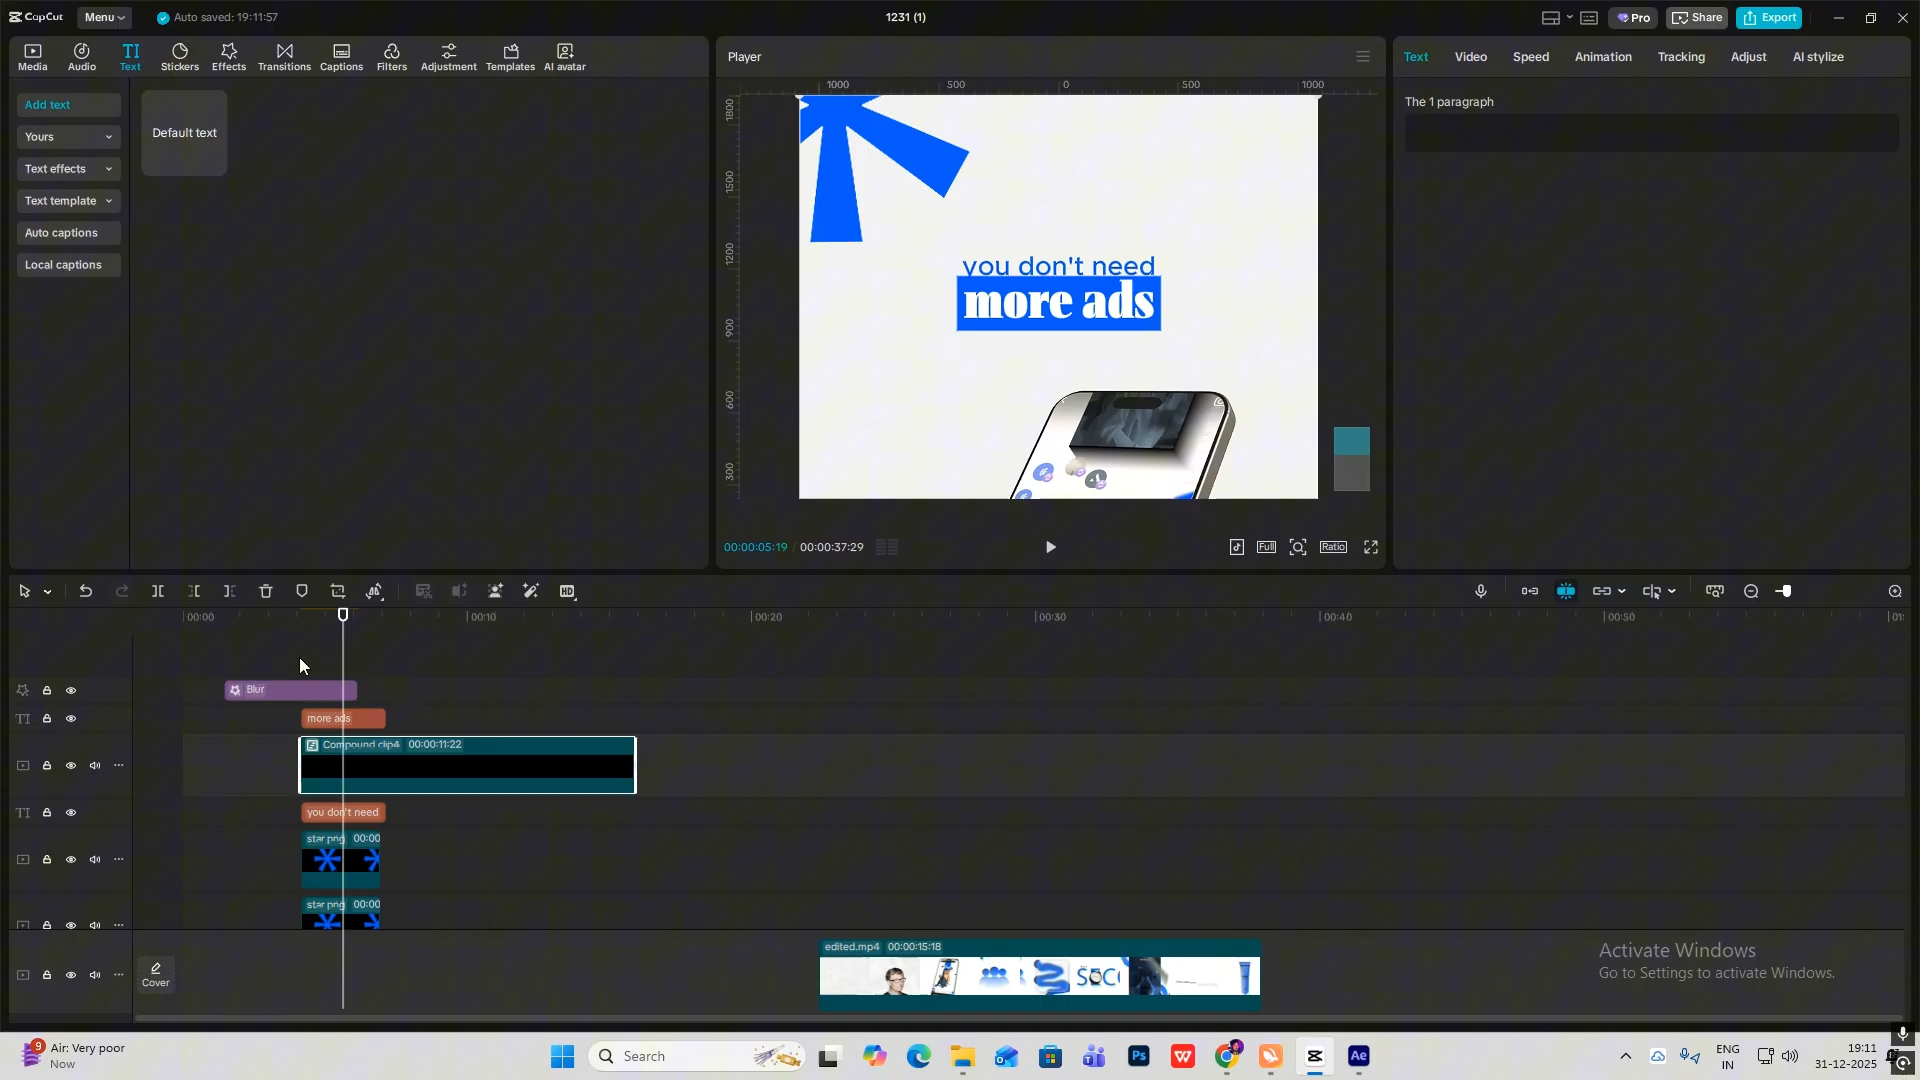 CapCut
Menu
Auto saved: 19:11:57
1231 (1)
Pro
Share
Export
Media
Audio
Text
Stickers
Effects
Transitions
Captions
Filters
Adjustment
Templates
AI avatar
Add text
Yours
Text effects
Text template
Auto captions
Local captions
Default text
Player
1000
500
0
500
1000
1800
1500
1200
900
600
300
you don't need
more ads
00:00:05:19
00:00:37:29
Full
Ratio
Text
Video
Speed
Animation
Tracking
Adjust
AI stylize
The 1 paragraph
HD
00:00
00:10
00:20
00:30
00:40
00:50
01:
Blur
more ads
Compound clip4 00:00:11:22
you don't need
star png 00:00
star png 00:00
Cover
edited.mp4 00:00:15:18
Activate Windows
Go to Settings to activate Windows.
9
Air: Very poor
Now
Search
Ps
W
Ae
ENG
IN
19:11
31-12-2025